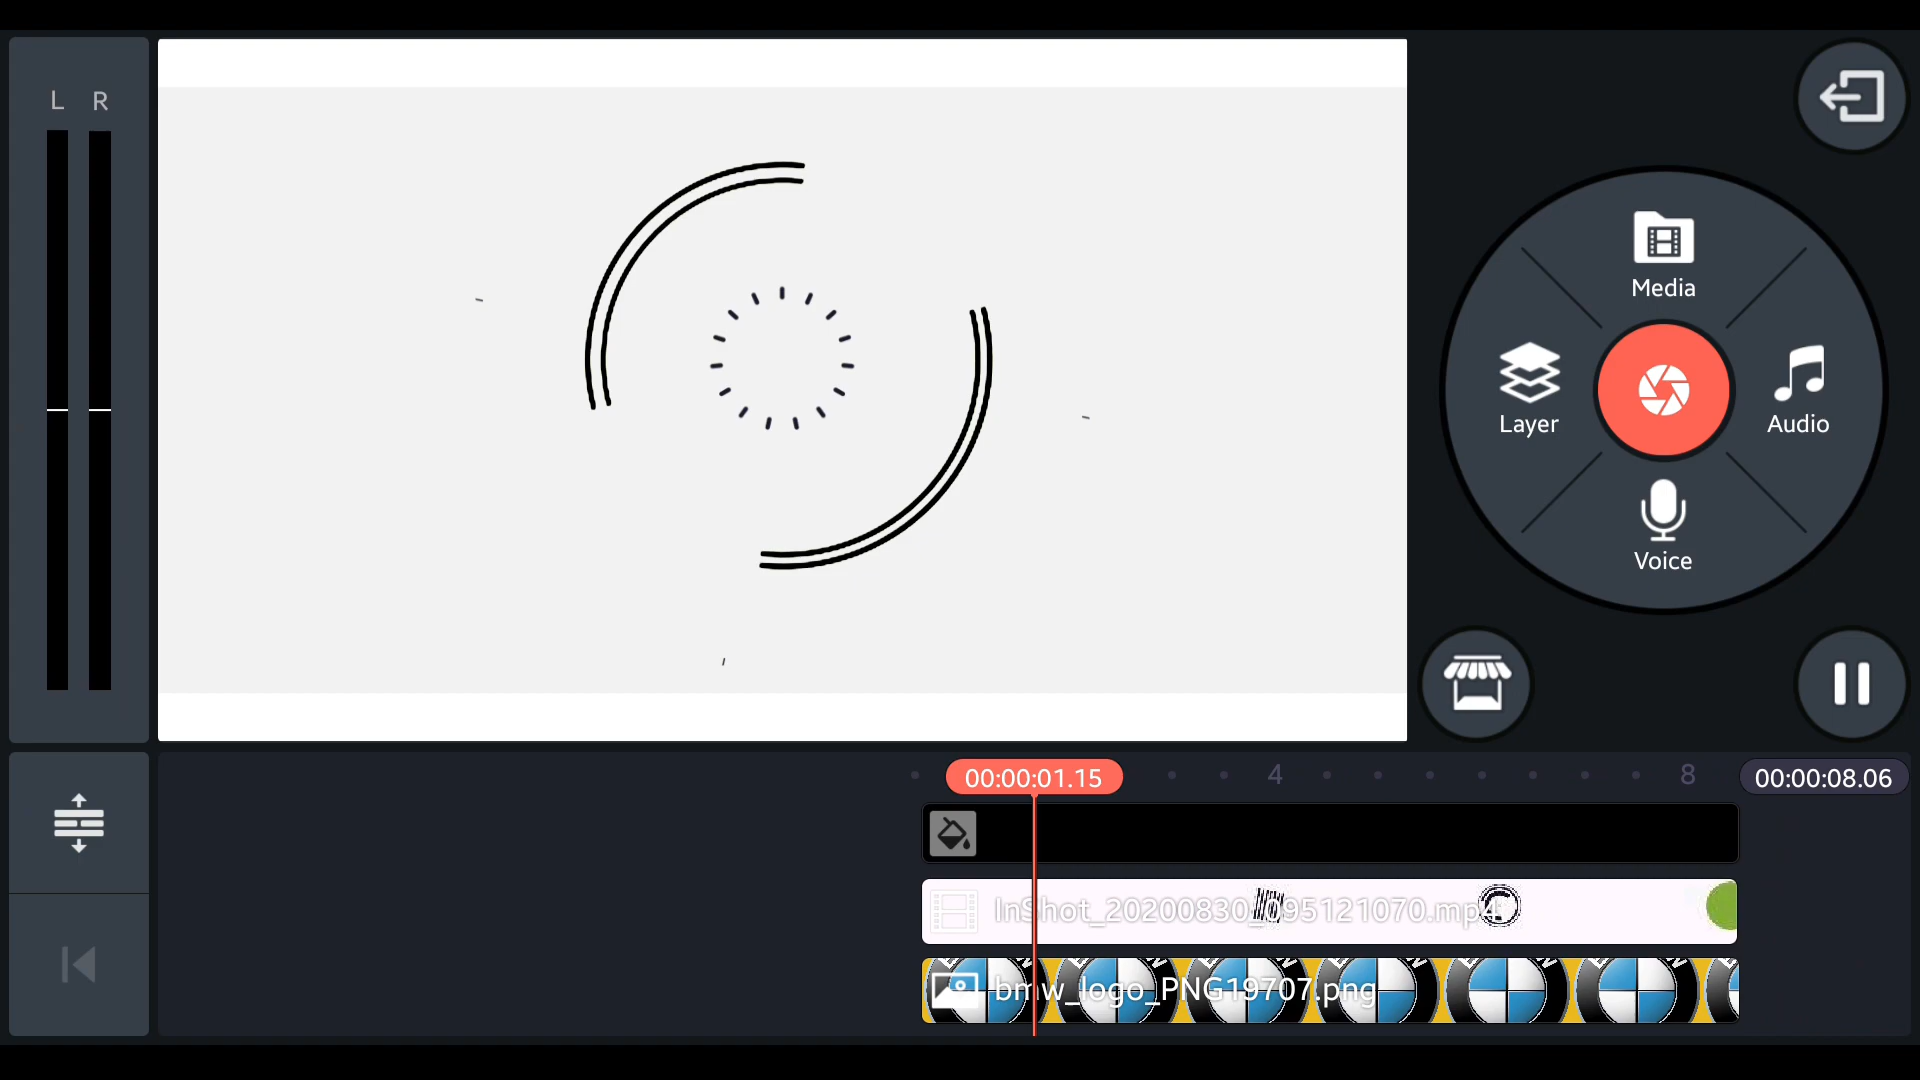 L R
Media
Layer
Audio
Voice
00:00:01.15
4
8
00:00:08.06
InShot_20200830_095121070.mp4
bmw_logo_PNG19707.png